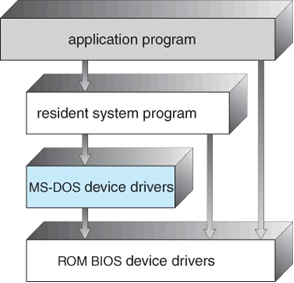 application program
resident system program
MS-DOS device drivers
ROM BIOS device drivers